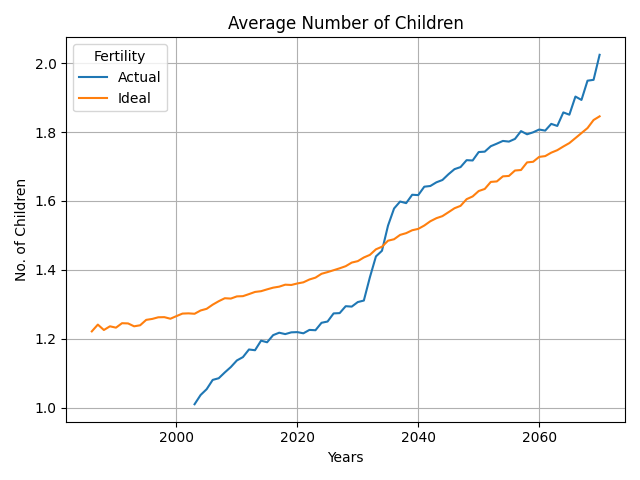 Average Number of Children
Fertility
Actual
Ideal
No. of Children
2.0
1.8
1.6
1.4
1.2
1.0
2000 2020 2040 2060
Years